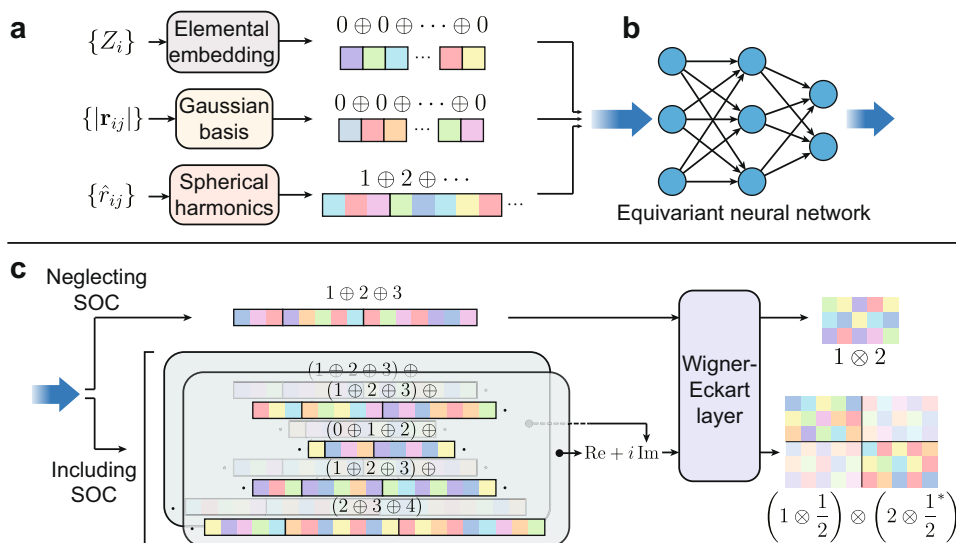 a
{Z_i}
Elemental
embedding
0 ⊕ 0 ⊕ ⋯ ⊕ 0
...
{|r_ij|}
Gaussian
basis
0 ⊕ 0 ⊕ ⋯ ⊕ 0
...
{r̂_ij}
Spherical
harmonics
1 ⊕ 2 ⊕ ⋯
...
b
Equivariant neural network
c
Neglecting
SOC
1 ⊕ 2 ⊕ 3
Including
SOC
(1 ⊕ 2 ⊕ 3) ⊕
(1 ⊕ 2 ⊕ 3) ⊕
(0 ⊕ 1 ⊕ 2) ⊕
(1 ⊕ 2 ⊕ 3) ⊕
(2 ⊕ 3 ⊕ 4)
Re + i Im
Wigner-
Eckart
layer
1 ⊗ 2
(1 ⊗ 1/2) ⊗ (2 ⊗ 1/2*)